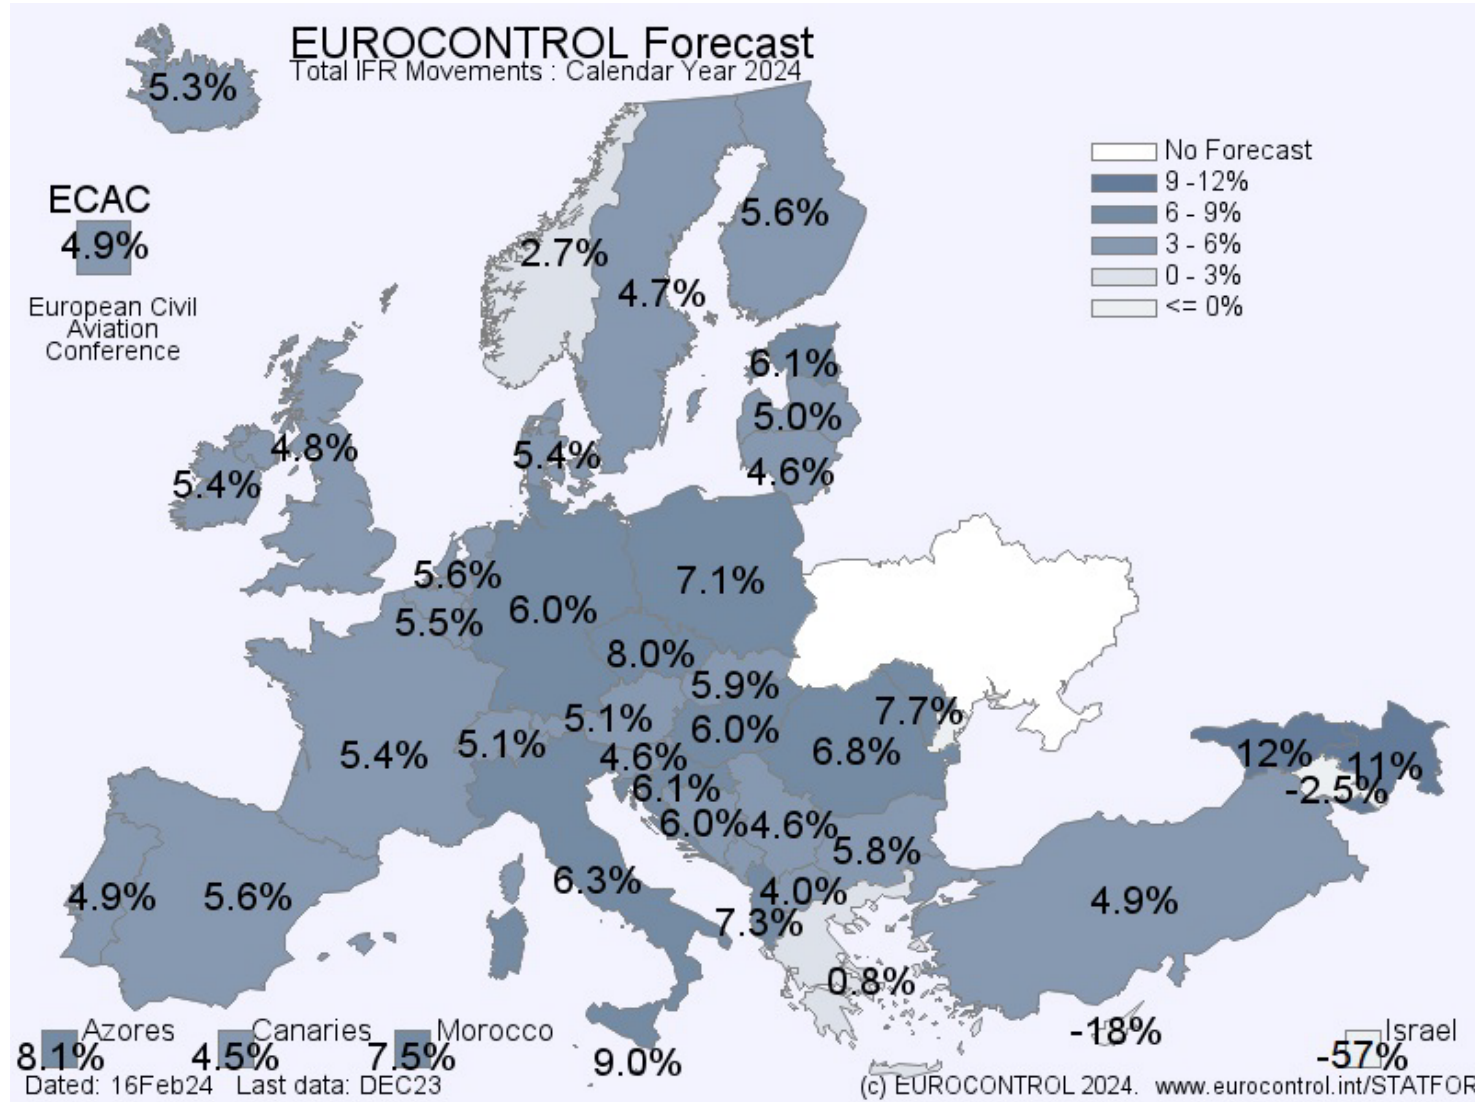 EUROCONTROL Forecast
Total IFR Movements : Calendar Year 2024
5.3%
No Forecast
9 -12%
6 - 9%
3 - 6%
0 - 3%
<= 0%
ECAC
4.9%
European Civil
Aviation
Conference
5.6%
2.7%
4.7%
6.1%
5.0%
4.6%
4.8%
5.4%
5.4%
5.6%
5.5%
6.0%
7.1%
8.0%
5.9%
5.1%
6.0%
7.7%
5.4%
5.1%
4.6%
6.8%
12%
11%
-2.5%
6.1%
6.0%
4.6%
5.8%
4.9%
5.6%
6.3%
4.0%
7.3%
4.9%
0.8%
-18%
Azores
8.1%
Canaries
4.5%
Morocco
7.5%
9.0%
Israel
-57%
Dated: 16Feb24 Last data: DEC23
(c) EUROCONTROL 2024. www.eurocontrol.int/STATFOR